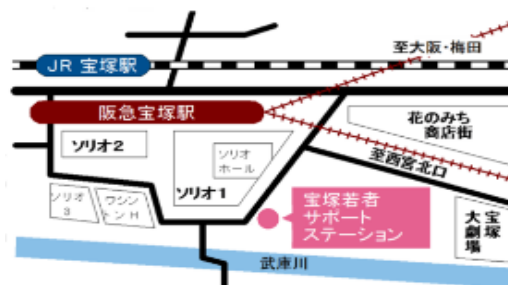 至大阪・梅田
JR 宝塚駅
阪急宝塚駅
花のみち
商店街
ソリオ2
ソリオ
ホール
至西宮北口
ソリオ1
ソリオ
3
ワシン
トンH
宝塚若者
サポート
ステーション
宝塚
大劇場
武庫川